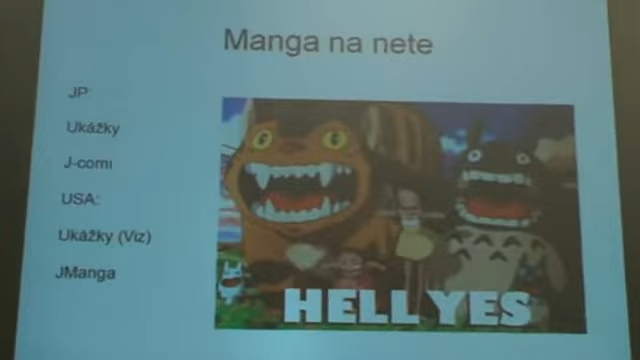 Manga na nete
JP:
Ukážky
J-comi
USA:
Ukážky (Viz)
JManga
HELL YES